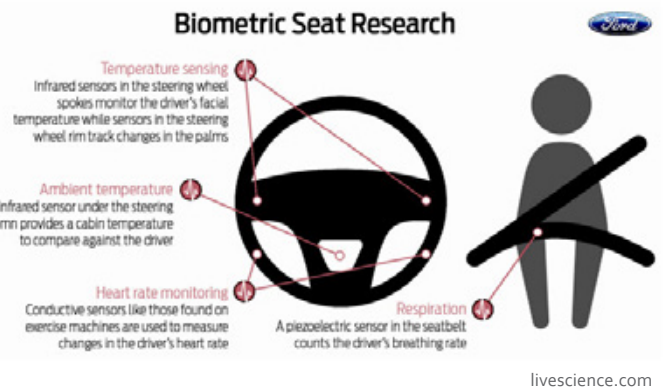 Biometric Seat Research
Ford
Temperature sensing
Infrared sensors in the steering wheel
spokes monitor the driver's facial
temperature while sensors in the steering
wheel rim track changes in the palms
Ambient temperature
nfrared sensor under the steering
mn provides a cabin temperature
to compare against the driver
Heart rate monitoring
Conductive sensors like those found on
exercise machines are used to measure
changes in the driver's heart rate
Respiration
A piezoelectric sensor in the seatbelt
counts the driver's breathing rate
livescience.com